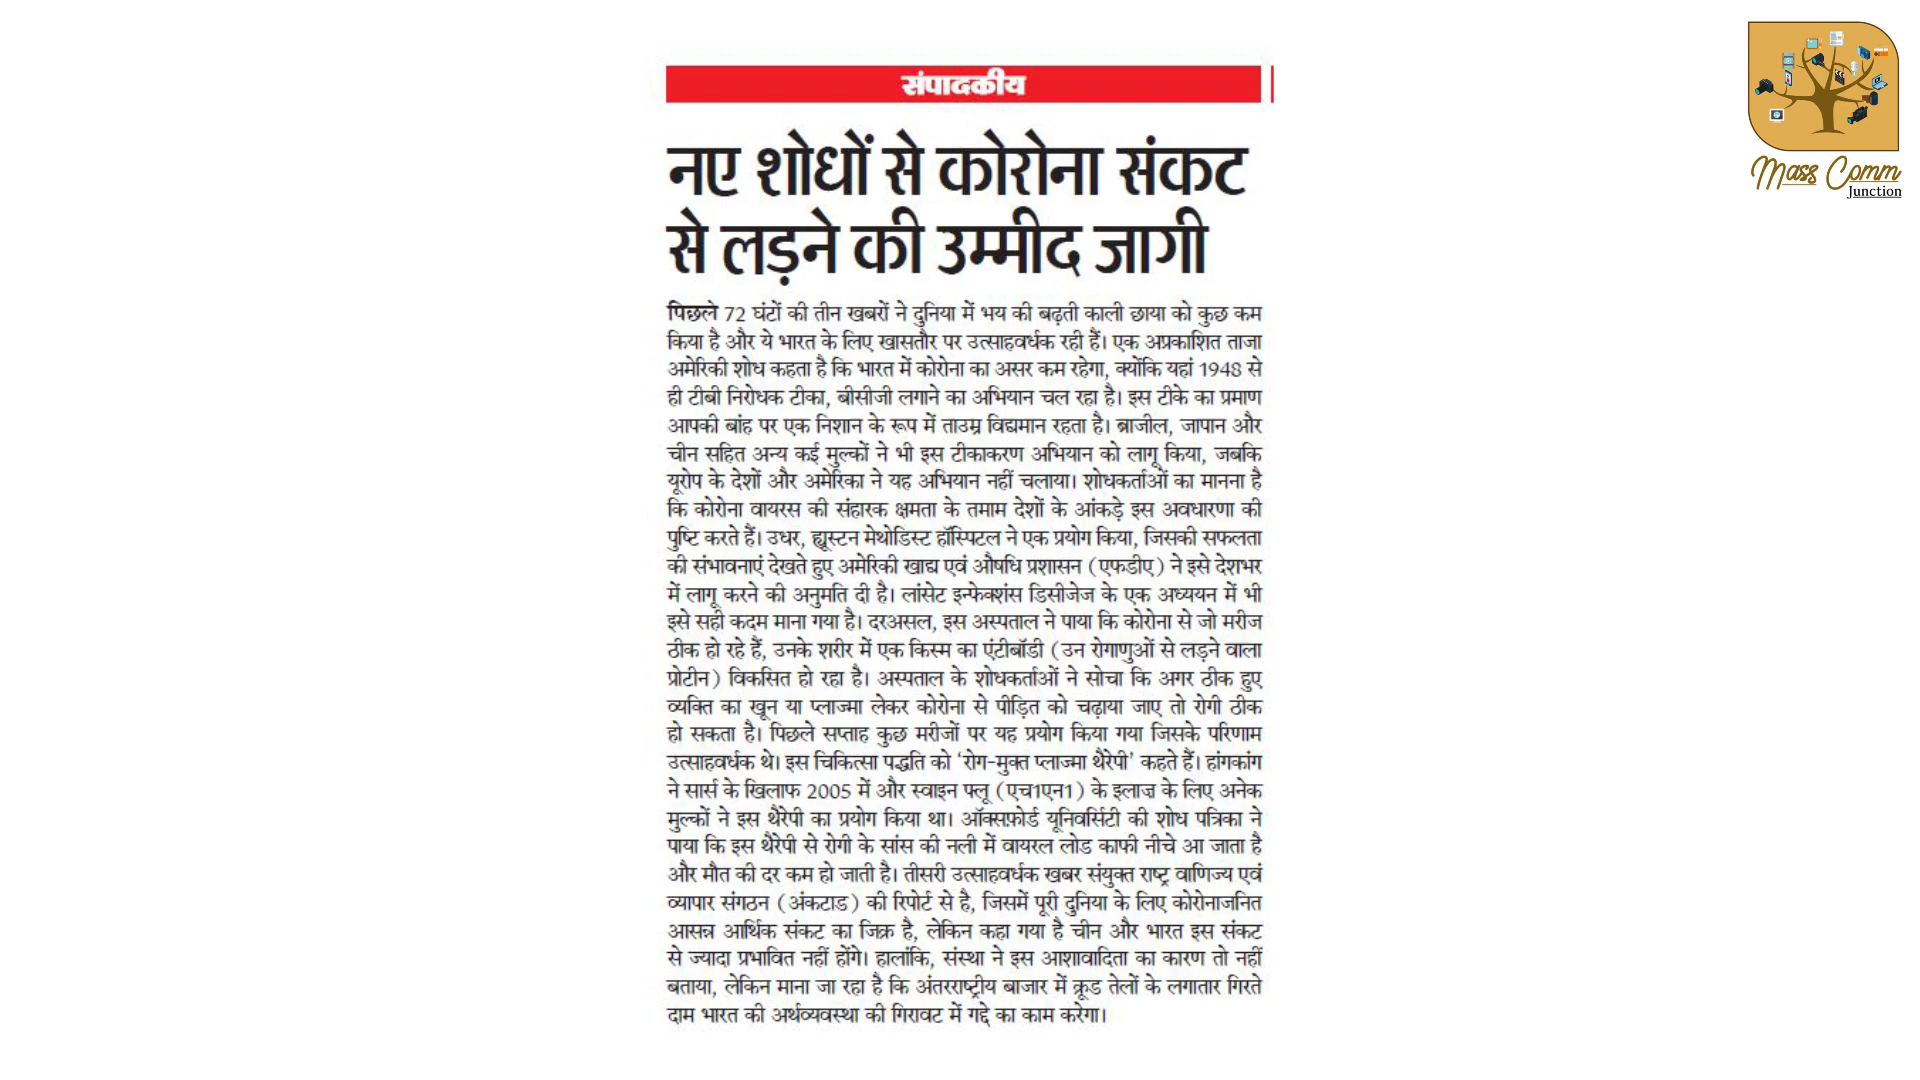 संपादकीय
नए शोधों से कोरोना संकट
से लड़ने की उम्मीद जागी
पिछले 72 घंटों की तीन खबरों ने दुनिया में भय की बढ़ती काली छाया को कुछ कम
किया है और ये भारत के लिए खासतौर पर उत्साहवर्धक रही हैं। एक अप्रकाशित ताजा
अमेरिकी शोध कहता है कि भारत में कोरोना का असर कम रहेगा, क्योंकि यहां 1948 से
ही टीबी निरोधक टीका, बीसीजी लगाने का अभियान चल रहा है। इस टीके का प्रमाण
आपकी बांह पर एक निशान के रूप में ताउम्र विद्यमान रहता है। ब्राजील, जापान और
चीन सहित अन्य कई मुल्कों ने भी इस टीकाकरण अभियान को लागू किया, जबकि
यूरोप के देशों और अमेरिका ने यह अभियान नहीं चलाया। शोधकर्ताओं का मानना है
कि कोरोना वायरस की संहारक क्षमता के तमाम देशों के आंकड़े इस अवधारणा की
पुष्टि करते हैं। उधर, ह्यूस्टन मेथोडिस्ट हॉस्पिटल ने एक प्रयोग किया, जिसकी सफलता
की संभावनाएं देखते हुए अमेरिकी खाद्य एवं औषधि प्रशासन (एफडीए) ने इसे देशभर
में लागू करने की अनुमति दी है। लांसेट इन्फेक्शंस डिसीजेज के एक अध्ययन में भी
इसे सही कदम माना गया है। दरअसल, इस अस्पताल ने पाया कि कोरोना से जो मरीज
ठीक हो रहे हैं, उनके शरीर में एक किस्म का एंटीबॉडी (उन रोगाणुओं से लड़ने वाला
प्रोटीन) विकसित हो रहा है। अस्पताल के शोधकर्ताओं ने सोचा कि अगर ठीक हुए
व्यक्ति का खून या प्लाज्मा लेकर कोरोना से पीड़ित को चढ़ाया जाए तो रोगी ठीक
हो सकता है। पिछले सप्ताह कुछ मरीजों पर यह प्रयोग किया गया जिसके परिणाम
उत्साहवर्धक थे। इस चिकित्सा पद्धति को ‘रोग-मुक्त प्लाज्मा थैरेपी’ कहते हैं। हांगकांग
ने सार्स के खिलाफ 2005 में और स्वाइन फ्लू (एच1एन1) के इलाज के लिए अनेक
मुल्कों ने इस थैरेपी का प्रयोग किया था। ऑक्सफ़ोर्ड यूनिवर्सिटी की शोध पत्रिका ने
पाया कि इस थैरेपी से रोगी के सांस की नली में वायरल लोड काफी नीचे आ जाता है
और मौत की दर कम हो जाती है। तीसरी उत्साहवर्धक खबर संयुक्त राष्ट्र वाणिज्य एवं
व्यापार संगठन (अंकटाड) की रिपोर्ट से है, जिसमें पूरी दुनिया के लिए कोरोनाजनित
आसन्न आर्थिक संकट का जिक्र है, लेकिन कहा गया है चीन और भारत इस संकट
से ज्यादा प्रभावित नहीं होंगे। हालांकि, संस्था ने इस आशावादिता का कारण तो नहीं
बताया, लेकिन माना जा रहा है कि अंतरराष्ट्रीय बाजार में क्रूड तेलों के लगातार गिरते
दाम भारत की अर्थव्यवस्था की गिरावट में गद्दे का काम करेगा।
Mass Comm
Junction